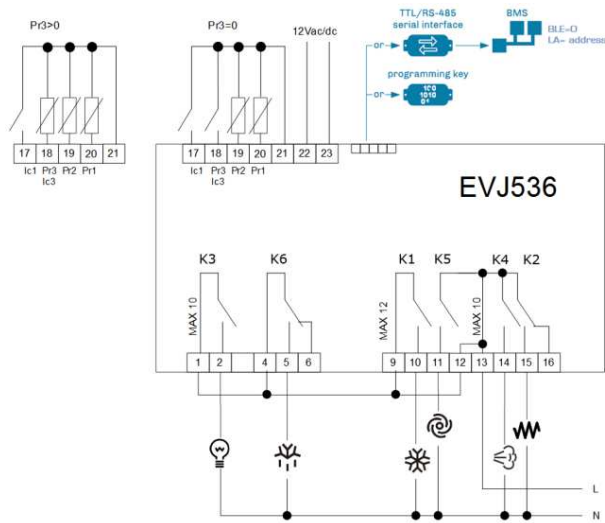 Pr3>0
Pr3=0
12Vac/dc
TTL/RS-485
serial interface
BMS
BLE=0
LA= address
or
programming key
or
17 18 19 20 21
Ic1 Pr3 Pr2 Pr1
Ic3
17 18 19 20 21 22 23
Ic1 Pr3 Pr2 Pr1
Ic3
EVJ536
K3 K6 K1 K5 K4 K2
MAX 10
MAX 12
MAX 10
1 2 4 5 6
9 10 11 12 13 14 15 16
L
N